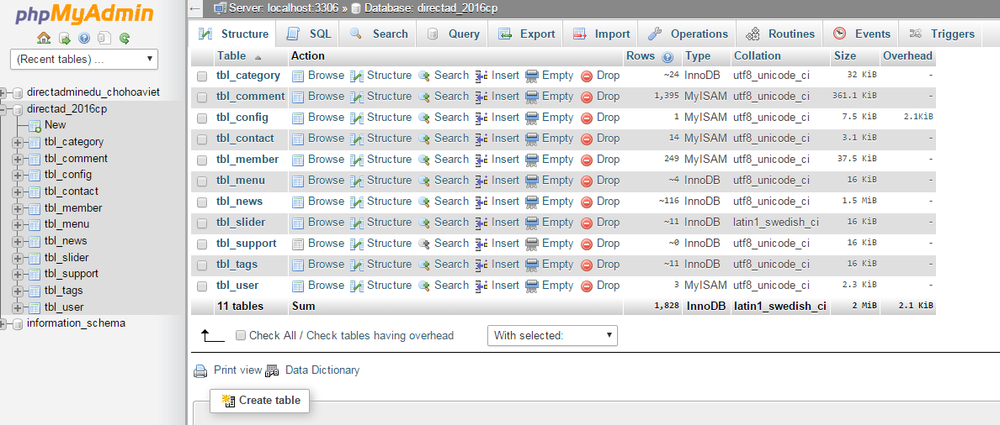 phpMyAdmin
(Recent tables) ...
directadminedu_chohoaviet
directad_2016cp
New
tbl_category
tbl_comment
tbl_config
tbl_contact
tbl_member
tbl_menu
tbl_news
tbl_slider
tbl_support
tbl_tags
tbl_user
information_schema
Server: localhost:3306 » Database: directad_2016cp
Structure SQL Search Query Export Import Operations Routines Events Triggers
Table Action Rows Type Collation Size Overhead
tbl_category Browse Structure Search Insert Empty Drop ~24 InnoDB utf8_unicode_ci 32 KiB -
tbl_comment Browse Structure Search Insert Empty Drop 1,395 MyISAM utf8_unicode_ci 361.1 KiB -
tbl_config Browse Structure Search Insert Empty Drop 1 MyISAM utf8_unicode_ci 7.5 KiB 2.1KiB
tbl_contact Browse Structure Search Insert Empty Drop 14 MyISAM utf8_unicode_ci 3.1 KiB -
tbl_member Browse Structure Search Insert Empty Drop 249 MyISAM utf8_unicode_ci 37.5 KiB -
tbl_menu Browse Structure Search Insert Empty Drop ~4 InnoDB utf8_unicode_ci 16 KiB -
tbl_news Browse Structure Search Insert Empty Drop ~116 InnoDB utf8_unicode_ci 1.5 MiB -
tbl_slider Browse Structure Search Insert Empty Drop ~11 InnoDB latin1_swedish_ci 16 KiB -
tbl_support Browse Structure Search Insert Empty Drop ~0 InnoDB utf8_unicode_ci 16 KiB -
tbl_tags Browse Structure Search Insert Empty Drop ~11 InnoDB utf8_unicode_ci 16 KiB -
tbl_user Browse Structure Search Insert Empty Drop 3 MyISAM utf8_unicode_ci 2.3 KiB -
11 tables Sum 1,828 InnoDB latin1_swedish_ci 2 MiB 2.1 KiB
Check All / Check tables having overhead With selected:
Print view Data Dictionary
Create table